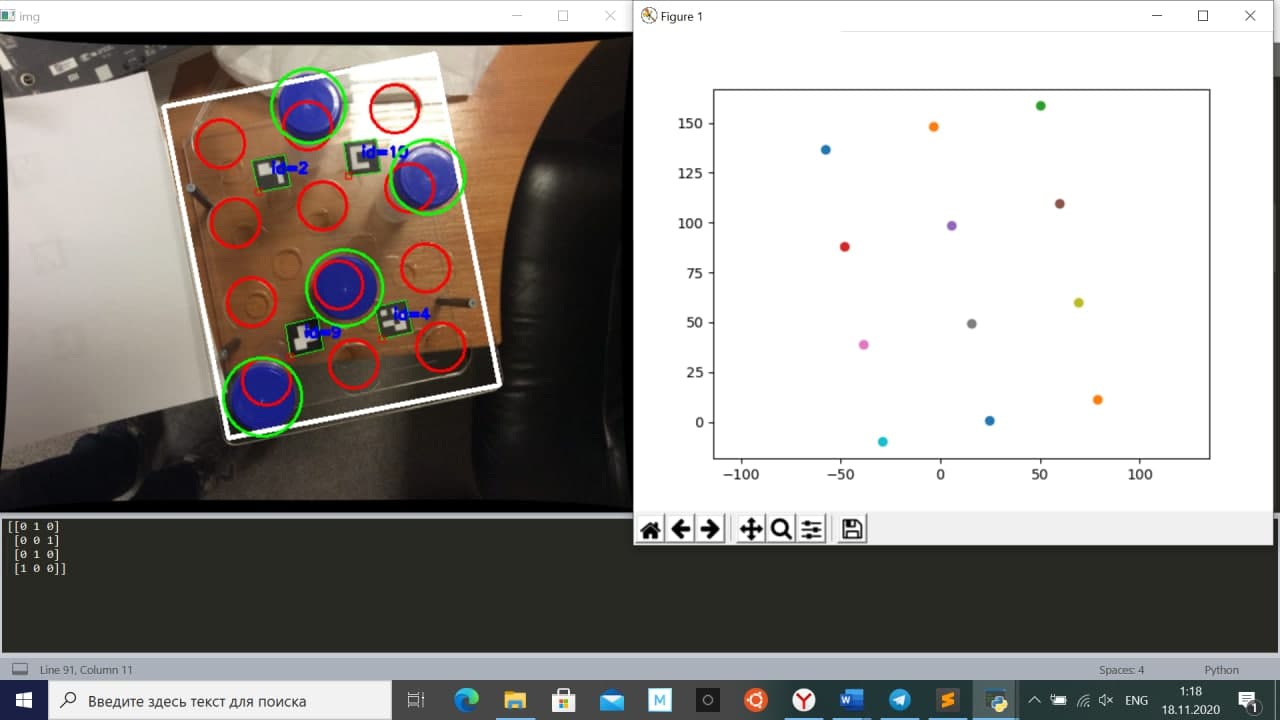 img
Figure 1
id=2
id=10
id=4
id=9
150
125
100
75
50
25
0
−100
−50
0
50
100
[[0 1 0]
[0 0 1]
[0 1 0]
[1 0 0]]
Line 91, Column 11
Spaces: 4
Python
Введите здесь текст для поиска
M
W
S
ENG
1:18
18.11.2020
1